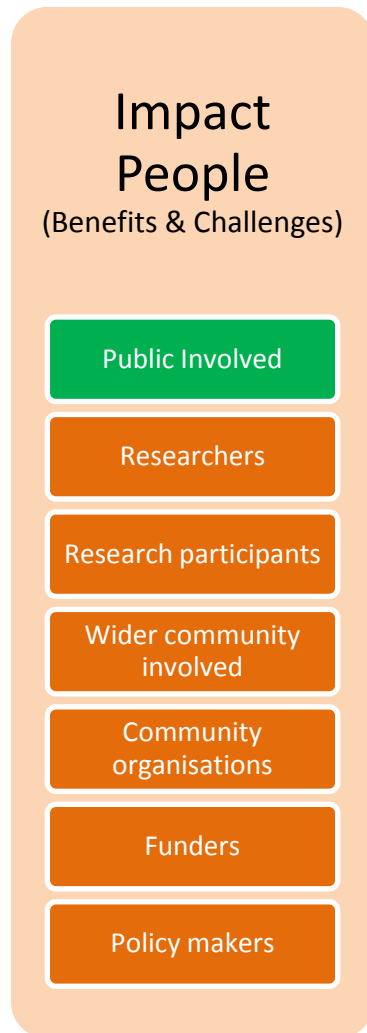 Impact
People
(Benefits & Challenges)
Public Involved
Researchers
Research participants
Wider community
involved
Community
organisations
Funders
Policy makers